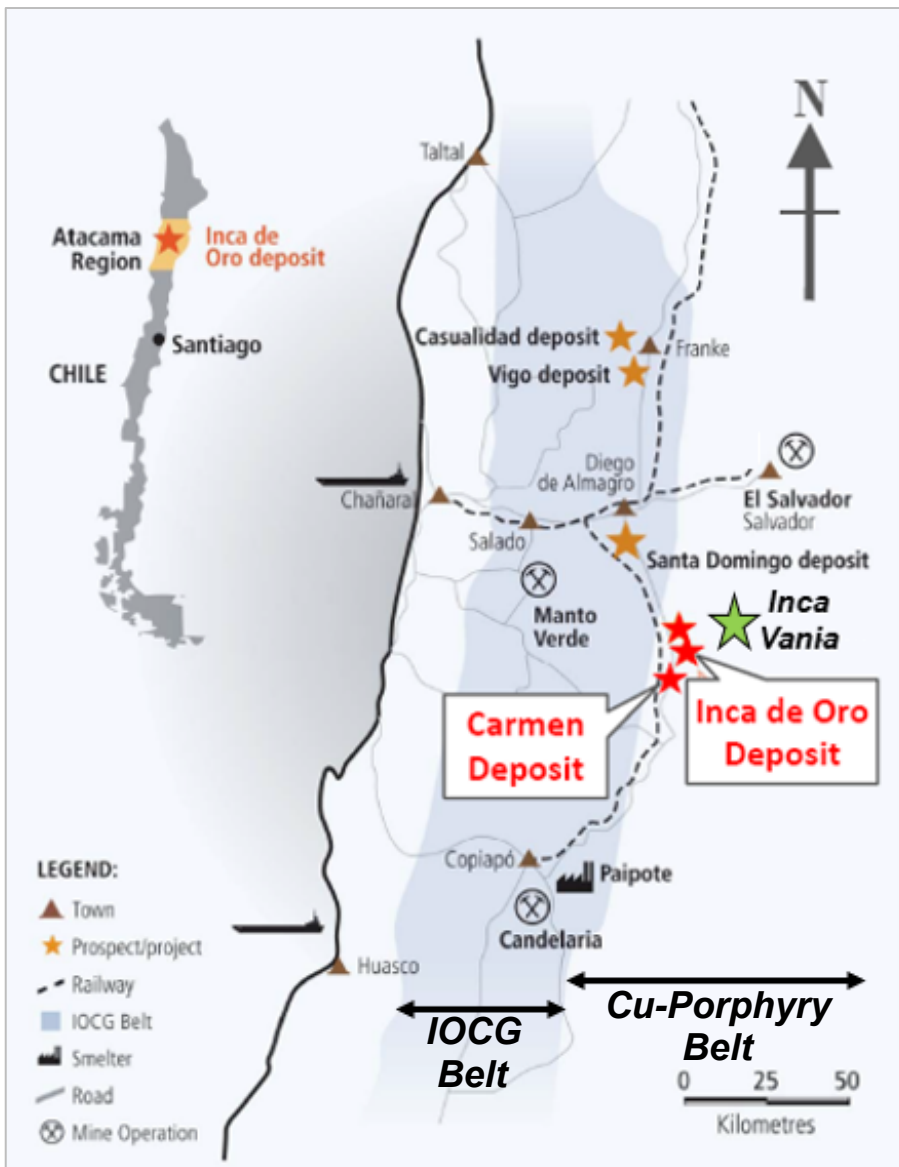 N
Taltal
Atacama
Region
Inca de
Oro deposit
Santiago
CHILE
Casualidad deposit
Franke
Vigo deposit
Diego
de Almagro
El Salvador
Salvador
Chañaral
Salado
Santa Domingo deposit
Manto
Verde
Inca
Vania
Carmen
Deposit
Inca de Oro
Deposit
Copiapó
Paipote
Candelaria
Huasco
LEGEND:
Town
Prospect/project
Railway
IOCG Belt
Smelter
Road
Mine Operation
IOCG
Belt
Cu-Porphyry
Belt
0 25 50
Kilometres